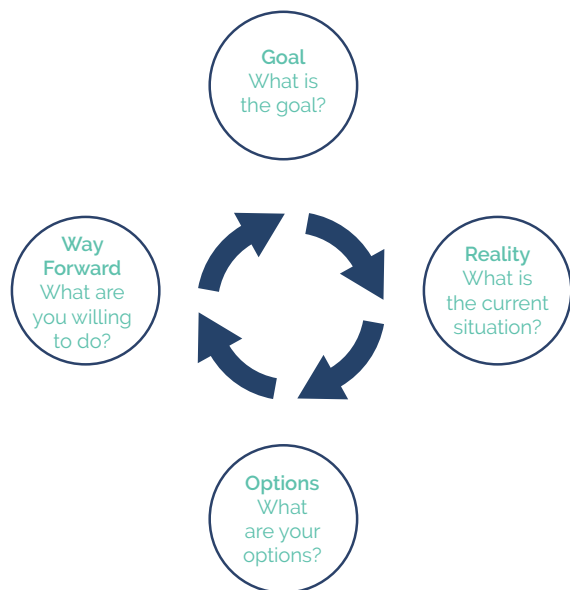 Goal
What is
the goal?
Reality
What is
the current
situation?
Options
What
are your
options?
Way
Forward
What are
you willing
to do?